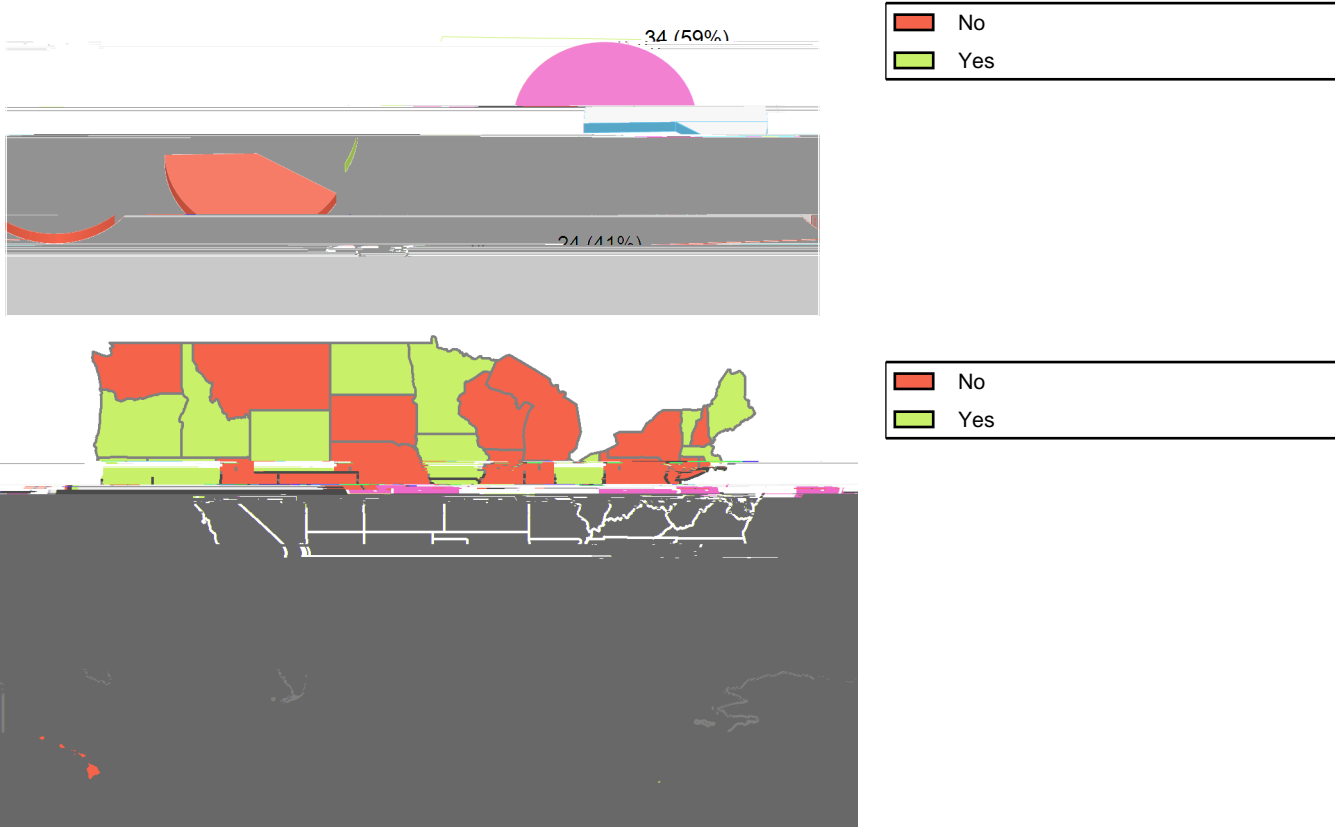 34 (59%)
No
Yes
24 (41%)
No
Yes